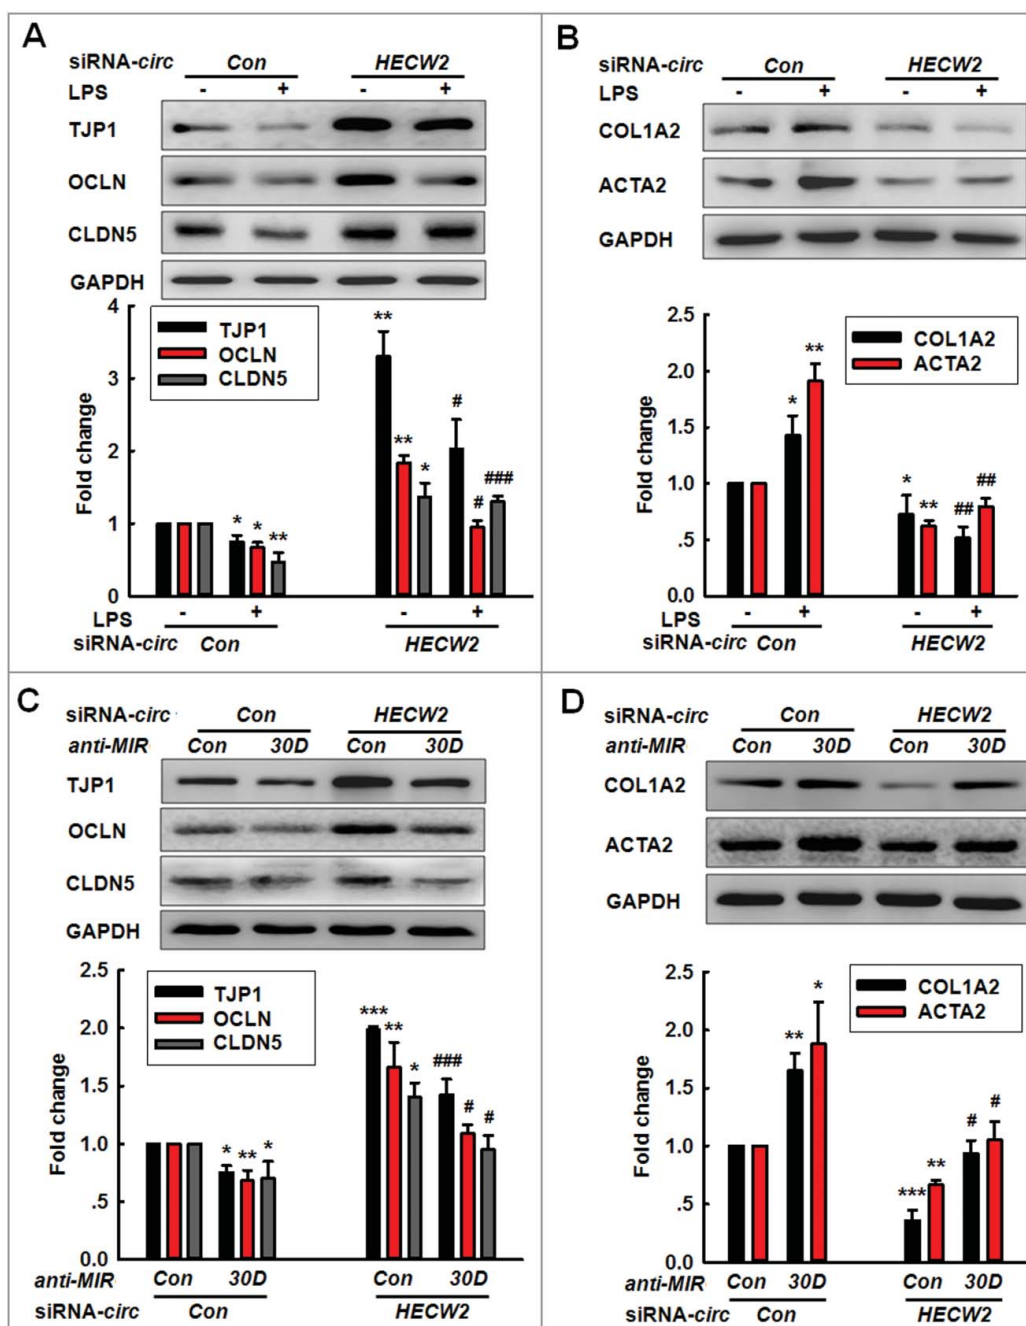 A
siRNA-circ Con HECW2
LPS - + - +
TJP1
OCLN
CLDN5
GAPDH
4
3
2
1
0
Fold change
TJP1
OCLN
CLDN5
* * ** ** ** * # # ###
LPS - + - +
siRNA-circ Con HECW2
B
siRNA-circ Con HECW2
LPS - + - +
COL1A2
ACTA2
GAPDH
2.5
2.0
1.5
1.0
.5
0.0
Fold change
COL1A2
ACTA2
* ** * ** ## ##
LPS - + - +
siRNA-circ Con HECW2
C
siRNA-circ Con HECW2
anti-MIR Con 30D Con 30D
TJP1
OCLN
CLDN5
GAPDH
2.5
2.0
1.5
1.0
.5
0.0
Fold change
TJP1
OCLN
CLDN5
* ** * *** ** * ### # #
anti-MIR Con 30D Con 30D
siRNA-circ Con HECW2
D
siRNA-circ Con HECW2
anti-MIR Con 30D Con 30D
COL1A2
ACTA2
GAPDH
2.5
2.0
1.5
1.0
.5
0.0
Fold change
COL1A2
ACTA2
** * *** ** # #
anti-MIR Con 30D Con 30D
siRNA-circ Con HECW2